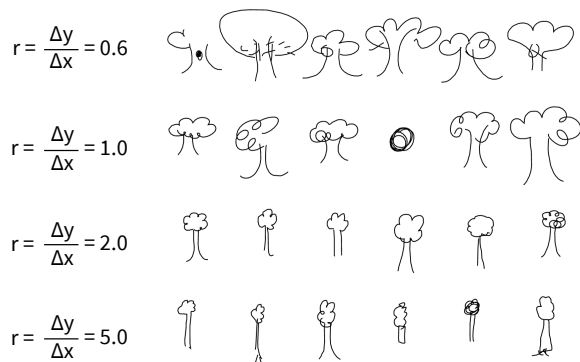 r = Δy/Δx = 0.6
r = Δy/Δx = 1.0
r = Δy/Δx = 2.0
r = Δy/Δx = 5.0